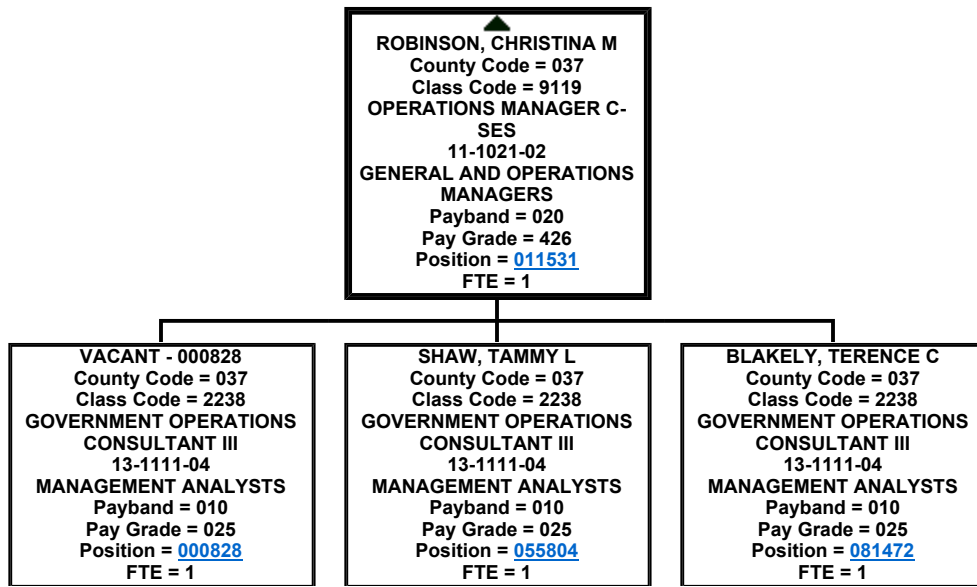 ROBINSON, CHRISTINA M
County Code = 037
Class Code = 9119
OPERATIONS MANAGER C-
SES
11-1021-02
GENERAL AND OPERATIONS
MANAGERS
Payband = 020
Pay Grade = 426
Position = 011531
FTE = 1
VACANT - 000828
County Code = 037
Class Code = 2238
GOVERNMENT OPERATIONS
CONSULTANT III
13-1111-04
MANAGEMENT ANALYSTS
Payband = 010
Pay Grade = 025
Position = 000828
FTE = 1
SHAW, TAMMY L
County Code = 037
Class Code = 2238
GOVERNMENT OPERATIONS
CONSULTANT III
13-1111-04
MANAGEMENT ANALYSTS
Payband = 010
Pay Grade = 025
Position = 055804
FTE = 1
BLAKELY, TERENCE C
County Code = 037
Class Code = 2238
GOVERNMENT OPERATIONS
CONSULTANT III
13-1111-04
MANAGEMENT ANALYSTS
Payband = 010
Pay Grade = 025
Position = 081472
FTE = 1